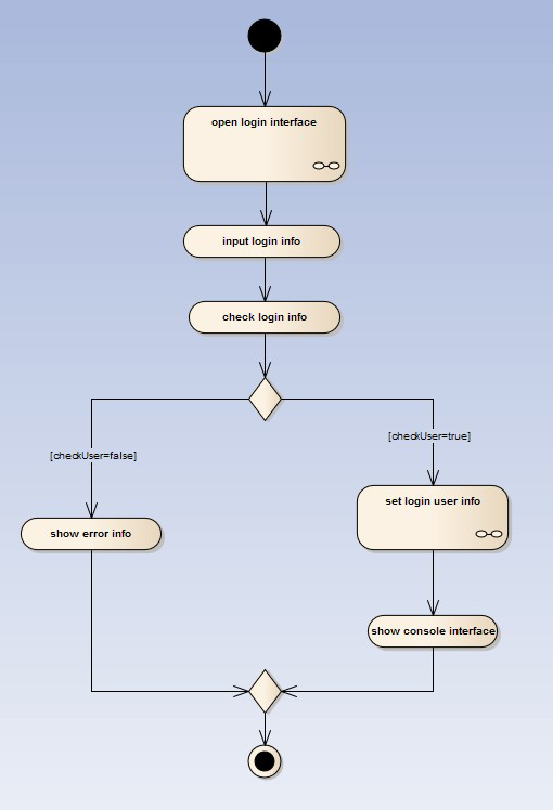 open login interface
input login info
check login info
[checkUser=true]
[checkUser=false]
set login user info
show error info
show console interface